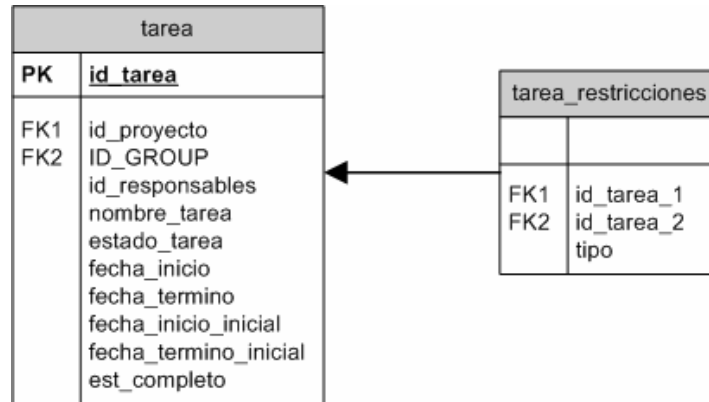 tarea
PK id_tarea
FK1 id_proyecto
FK2 ID_GROUP
id_responsables
nombre_tarea
estado_tarea
fecha_inicio
fecha_termino
fecha_inicio_inicial
fecha_termino_inicial
est_completo
tarea_restricciones
FK1 id_tarea_1
FK2 id_tarea_2
tipo